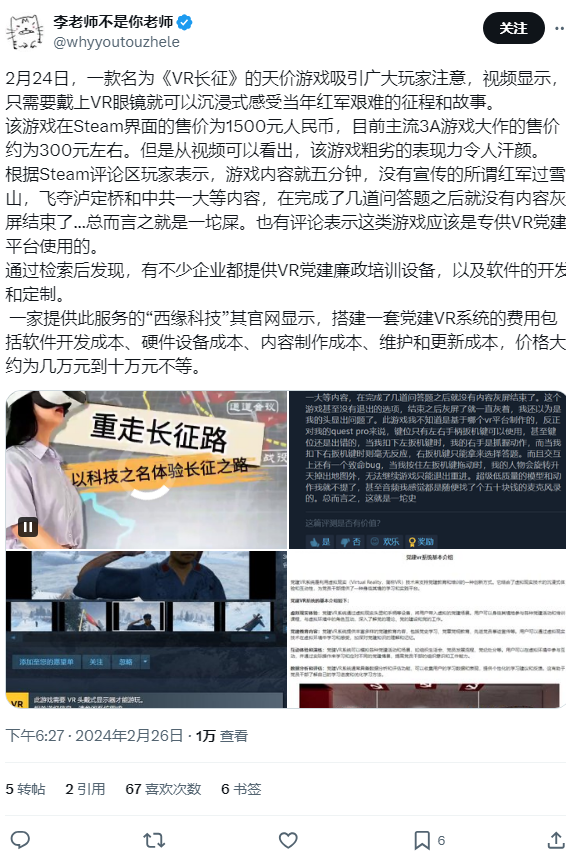 李老师不是你老师
@whyyoutouzhele
关注
2月24日，一款名为《VR长征》的天价游戏吸引广大玩家注意，视频显示，
只需要戴上VR眼镜就可以沉浸式感受当年红军艰难的征程和故事。
该游戏在Steam界面的售价为1500元人民币，目前主流3A游戏大作的售价
约为300元左右。但是从视频可以看出，该游戏粗劣的表现力令人汗颜。
根据Steam评论区玩家表示，游戏内容就五分钟，没有宣传的所谓红军过雪
山，飞夺泸定桥和中共一大等内容，在完成了几道问答题之后就没有内容灰
屏结束了...总而言之就是一坨屎。也有评论表示这类游戏应该是专供VR党建
平台使用的。
通过检索后发现，有不少企业都提供VR党建廉政培训设备，以及软件的开发
和定制。
一家提供此服务的“西缘科技”其官网显示，搭建一套党建VR系统的费用包
括软件开发成本、硬件设备成本、内容制作成本、维护和更新成本，价格大
约为几万元到十万元不等。
遵义会议
重走长征路
以科技之名体验长征之路
一大等内容，在完成了几道问答题之后就没有内容灰屏结束了。这个
游戏甚至没有退出的选项，结束之后灰屏了就一直灰着，我还以为是
我的头显出问题了。此游戏我不知道是基于哪个vr平台制作的，反正
对我的quest pro来说，键位只有左右手柄扳机键可以使用，甚至键
位还是出错的，当我扣下左扳机键时，我的右手是抓握动作，而当我
扣下右扳机键时则毫无反应，右扳机键只能拿来选择答题。而且交互
上还有一个致命bug，当我按住左扳机键拖动时，我的人物会旋转升
天掉出地图外，无法继续游戏只能退出重进。超级低质量的模型和动
作我就不提了，甚至音频我感觉都是随便找了个五十块钱的麦克风录
的。总而言之，这就是一坨史
这篇评测是否有价值？
是
否
欢乐
奖励
添加至您的愿望单
关注
忽略
VR
此游戏需要 VR 头戴式显示器才能游玩。
党建vr系统基本介绍
下午6:27 · 2024年2月26日 · 1万 查看
5 转帖
2 引用
67 喜欢次数
6 书签
6